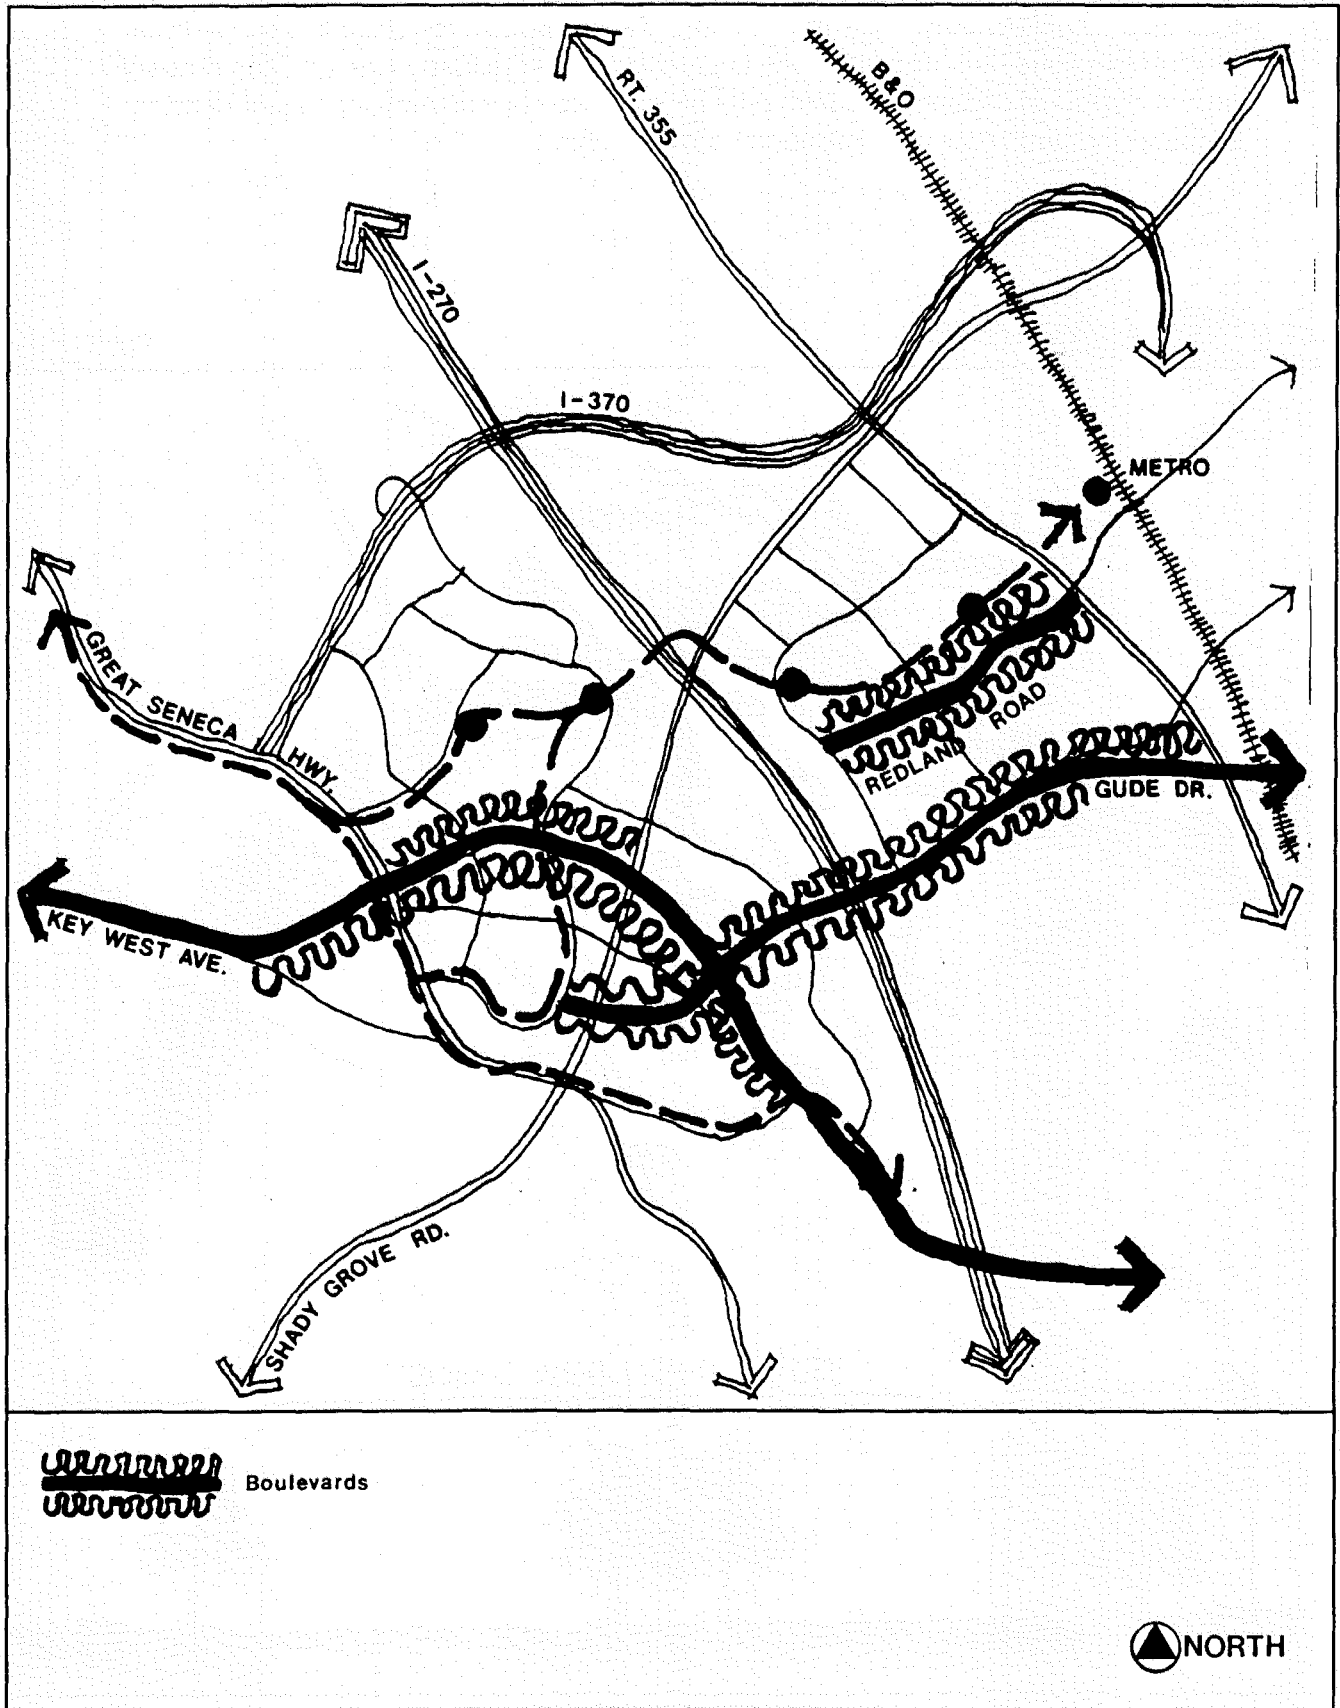 RT. 355
B&O
I-270
I-370
METRO
GREAT SENECA HWY.
REDLAND ROAD
GUDE DR.
KEY WEST AVE.
SHADY GROVE RD.
Boulevards
NORTH